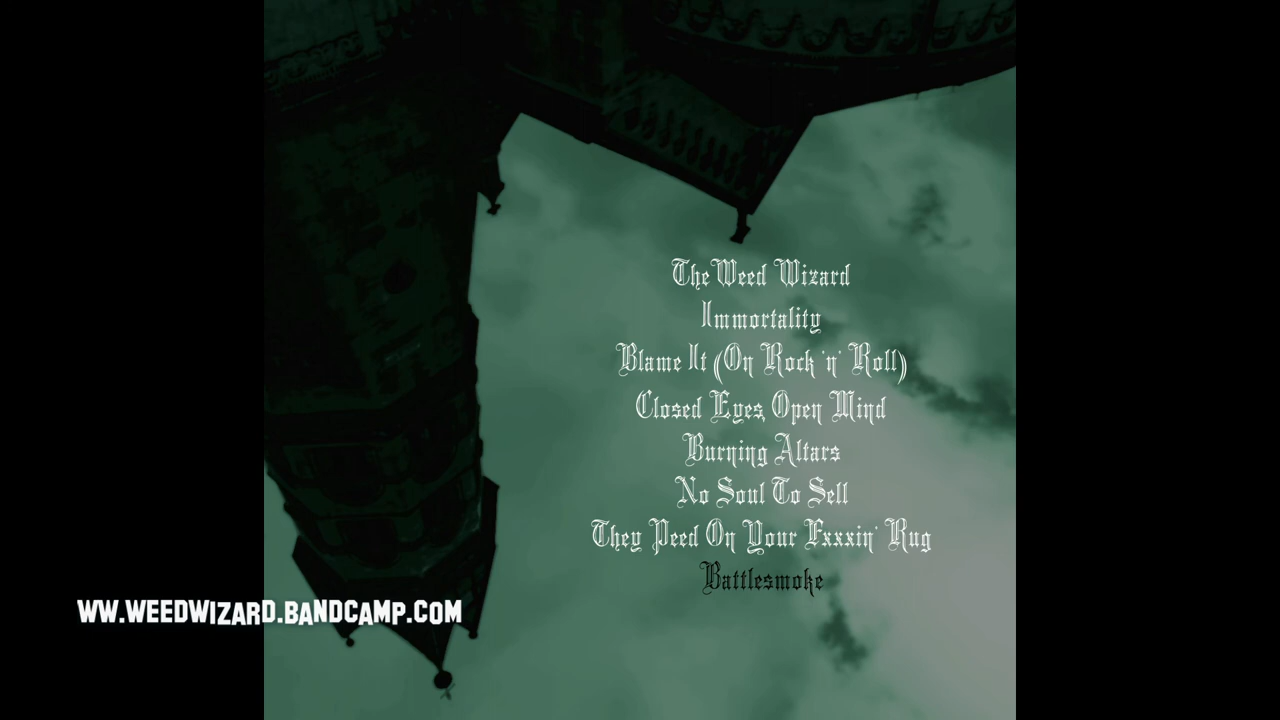 The Weed Wizard
Immortality
Blame It (On Rock 'n' Roll)
Closed Eyes, Open Mind
Burning Altars
No Soul To Sell
They Peed On Your Fxxxin' Rug
Battlesmoke
WW.WEEDWIZARD.BANDCAMP.COM